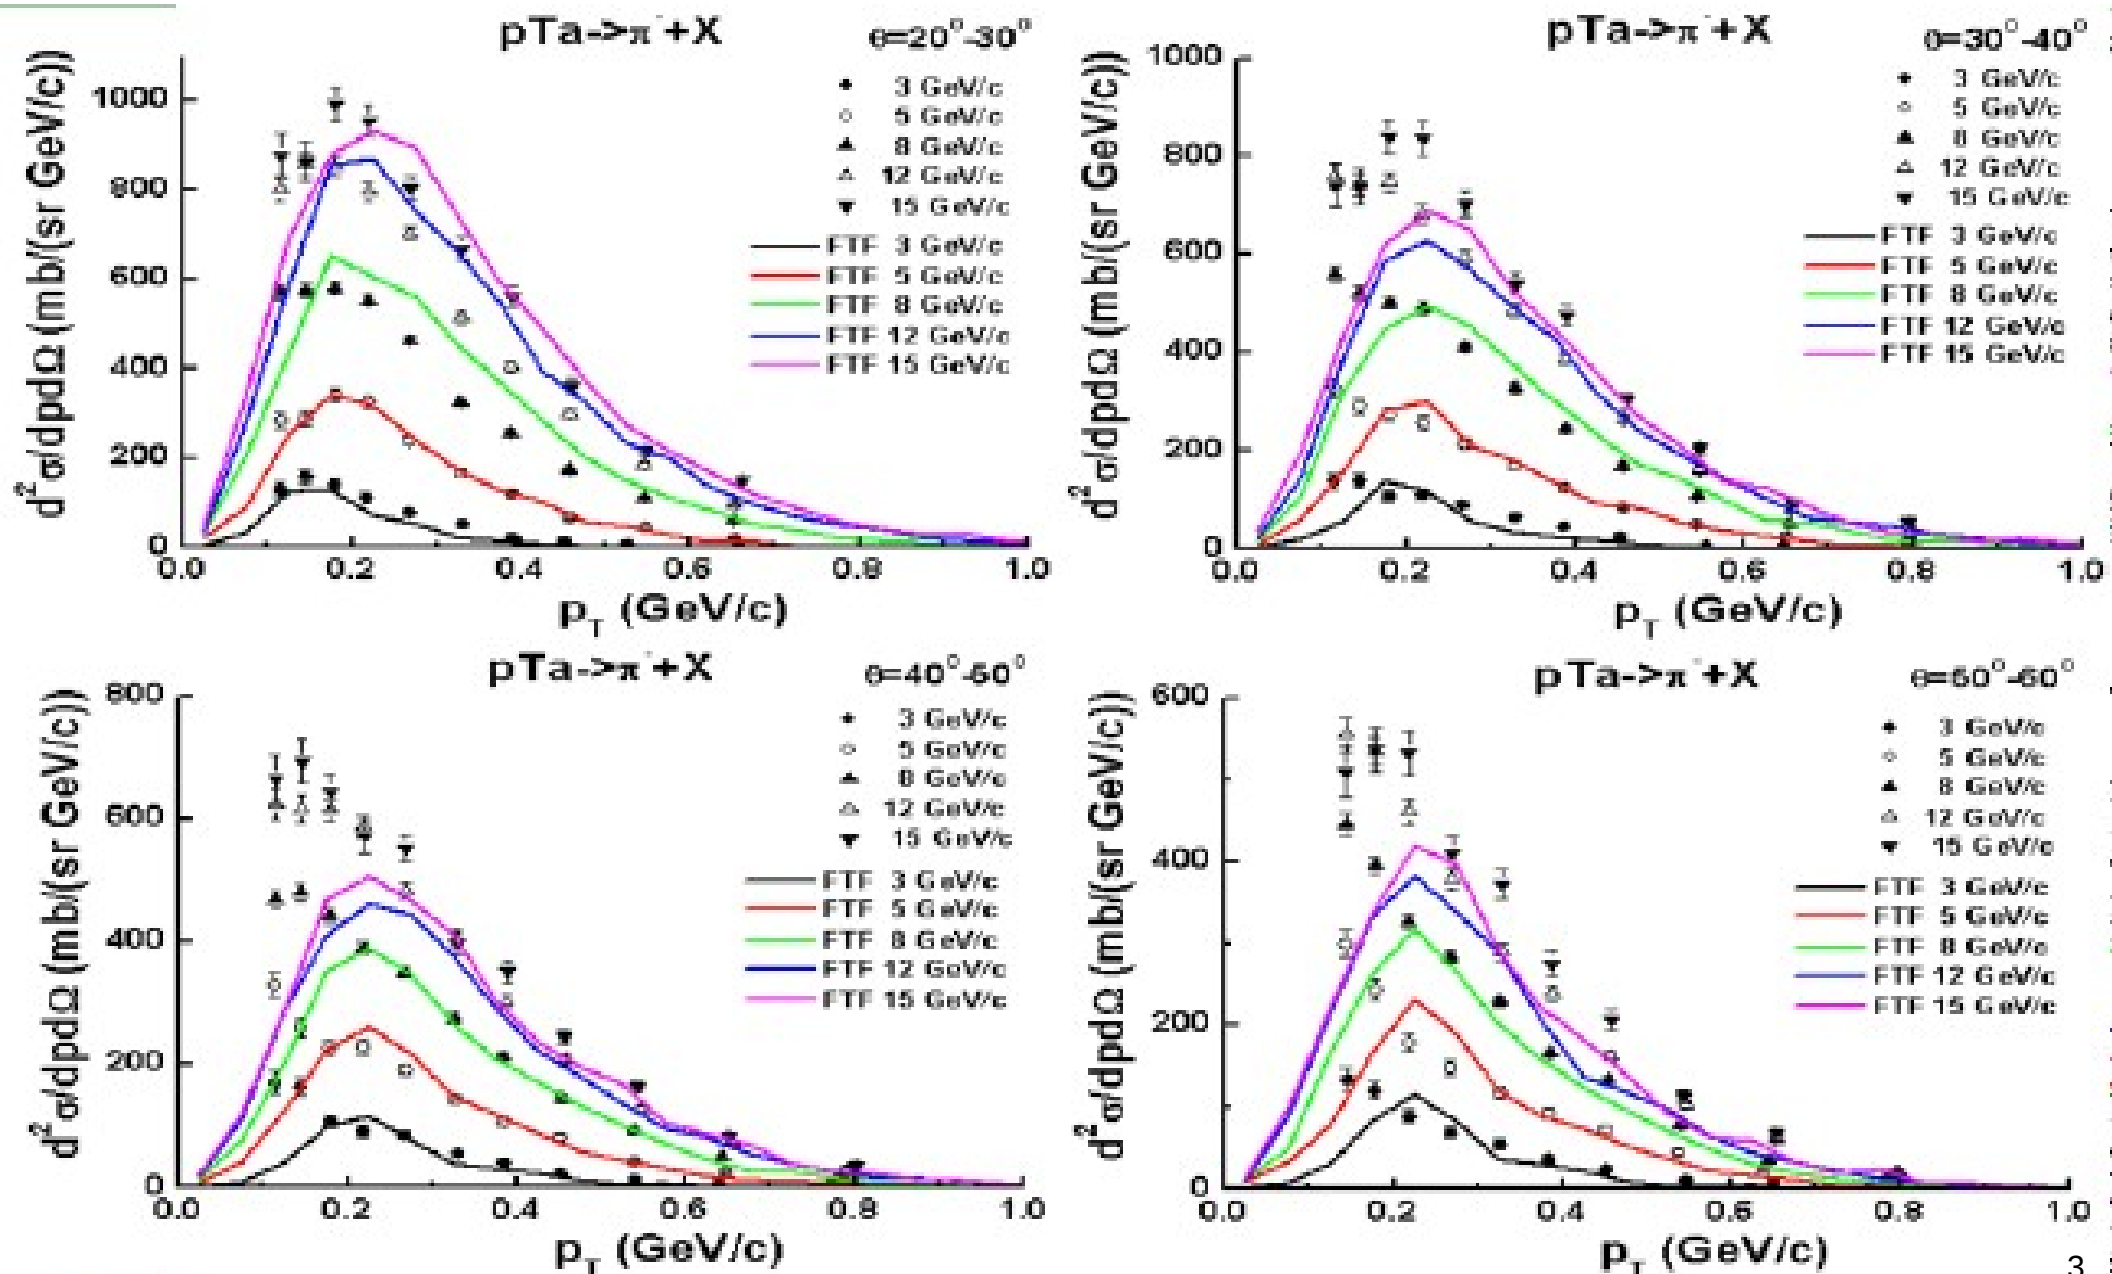 pTa->π⁻+X θ=20⁰-30⁰
d²σ/dpdΩ (mb/(sr GeV/c))
1000
800
600
400
200
0
0.0 0.2 0.4 0.6 0.8 1.0
p_T (GeV/c)
3 GeV/c
5 GeV/c
8 GeV/c
12 GeV/c
15 GeV/c
FTF 3 GeV/c
FTF 5 GeV/c
FTF 8 GeV/c
FTF 12 GeV/c
FTF 15 GeV/c
pTa->π⁻+X θ=30⁰-40⁰
d²σ/dpdΩ (mb/(sr GeV/c))
1000
800
600
400
200
0
0.0 0.2 0.4 0.6 0.8 1.0
p_T (GeV/c)
3 GeV/c
5 GeV/c
8 GeV/c
12 GeV/c
15 GeV/c
FTF 3 GeV/c
FTF 5 GeV/c
FTF 8 GeV/c
FTF 12 GeV/c
FTF 15 GeV/c
pTa->π⁻+X θ=40⁰-50⁰
d²σ/dpdΩ (mb/(sr GeV/c))
800
600
400
200
0
0.0 0.2 0.4 0.6 0.8 1.0
p_T (GeV/c)
3 GeV/c
5 GeV/c
8 GeV/c
12 GeV/c
15 GeV/c
FTF 3 GeV/c
FTF 5 GeV/c
FTF 8 GeV/c
FTF 12 GeV/c
FTF 15 GeV/c
pTa->π⁻+X θ=50⁰-60⁰
d²σ/dpdΩ (mb/(sr GeV/c))
600
400
200
0
0.0 0.2 0.4 0.6 0.8 1.0
p_T (GeV/c)
3 GeV/c
5 GeV/c
8 GeV/c
12 GeV/c
15 GeV/c
FTF 3 GeV/c
FTF 5 GeV/c
FTF 8 GeV/c
FTF 12 GeV/c
FTF 15 GeV/c
3